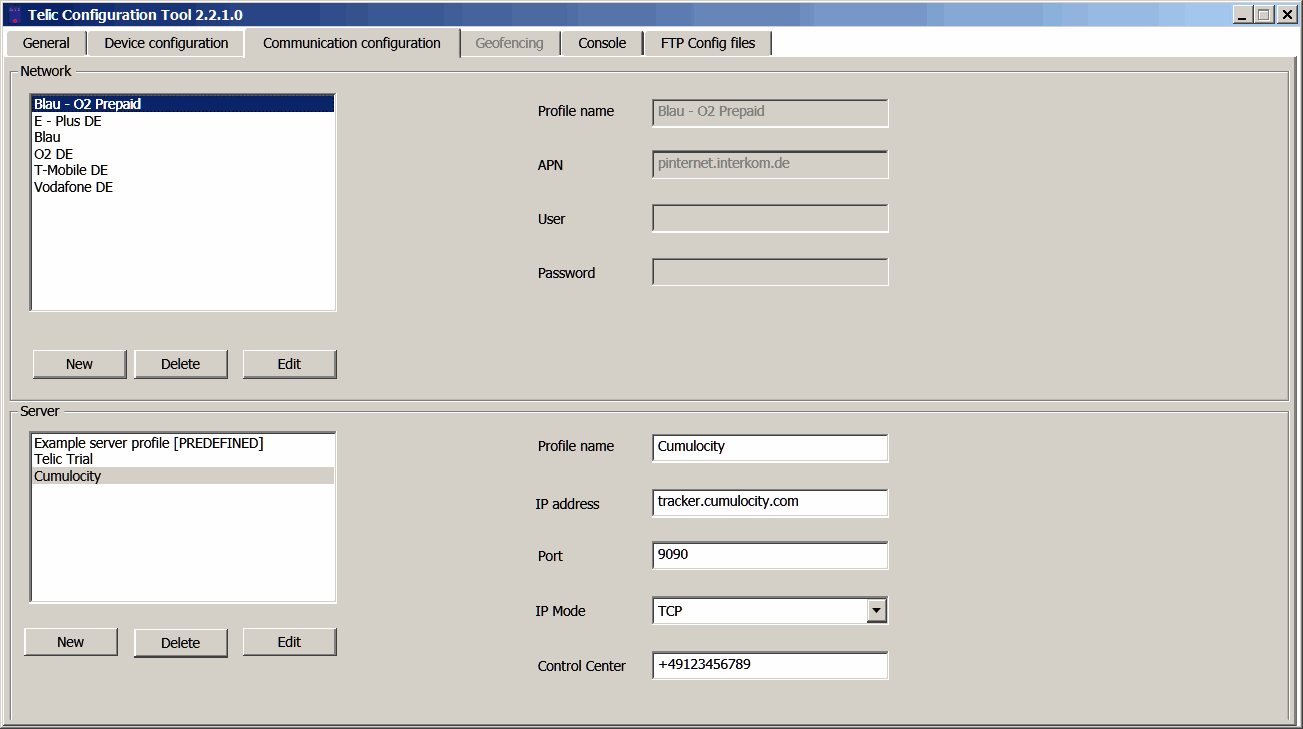 Telic Configuration Tool 2.2.1.0
General Device configuration Communication configuration Geofencing Console FTP Config files
Network
Blau - O2 Prepaid
E - Plus DE
Blau
O2 DE
T-Mobile DE
Vodafone DE
Profile name Blau - O2 Prepaid
APN pinternet.interkom.de
User
Password
New Delete Edit
Server
Example server profile [PREDEFINED]
Telic Trial
Cumulocity
Profile name Cumulocity
IP address tracker.cumulocity.com
Port 9090
IP Mode TCP
Control Center +49123456789
New Delete Edit